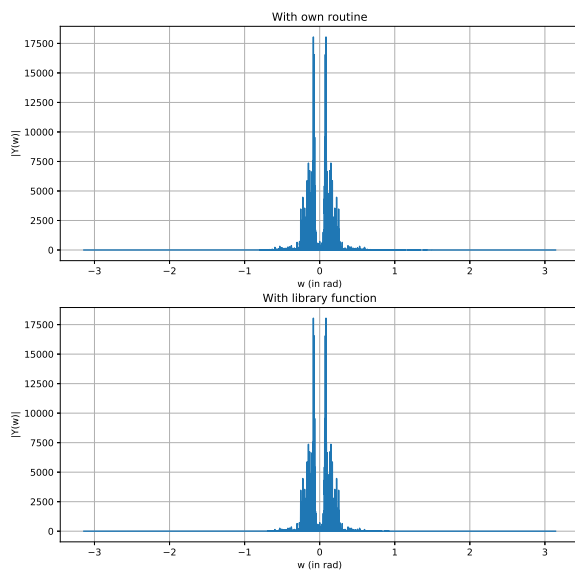 With own routine
17500
15000
12500
10000
7500
5000
2500
0
|Y(w)|
−3 −2 −1 0 1 2 3
w (in rad)
With library function
17500
15000
12500
10000
7500
5000
2500
0
|Y(w)|
−3 −2 −1 0 1 2 3
w (in rad)